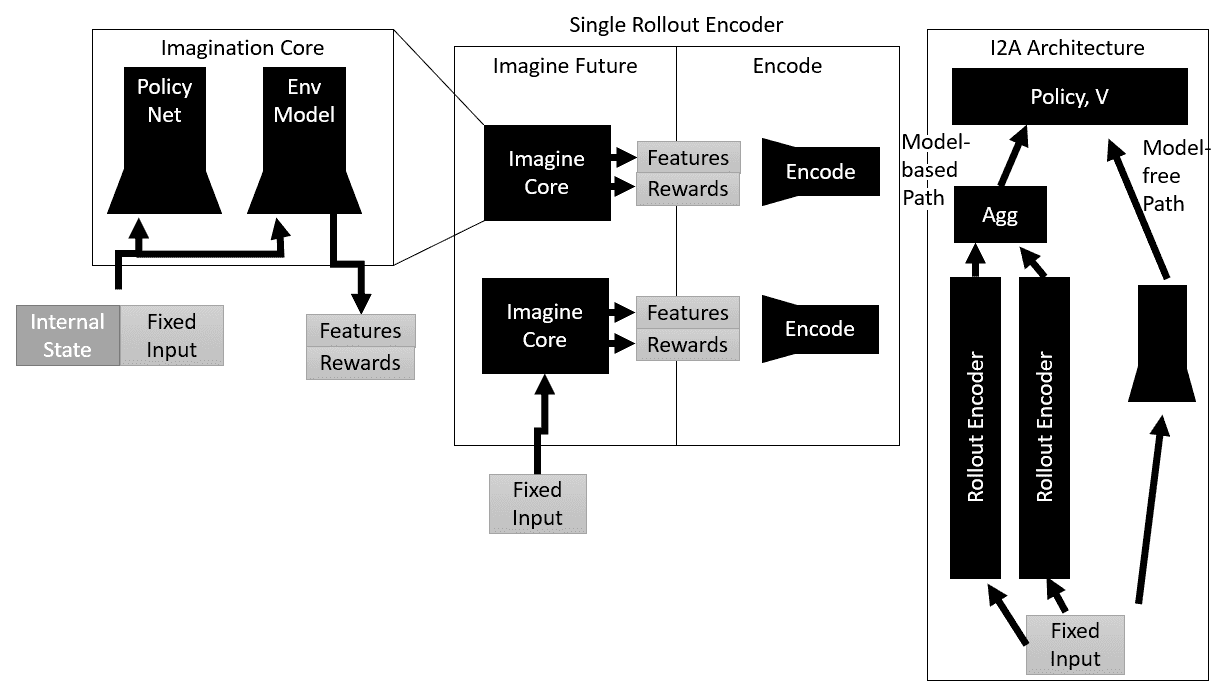 Imagination Core
Policy
Net
Env
Model
Internal
State
Fixed
Input
Features
Rewards
Single Rollout Encoder
Imagine Future
Encode
Imagine
Core
Features
Rewards
Encode
Imagine
Core
Features
Rewards
Encode
Fixed
Input
I2A Architecture
Policy, V
Model-
based
Path
Model-
free
Path
Agg
Rollout Encoder
Rollout Encoder
Fixed
Input